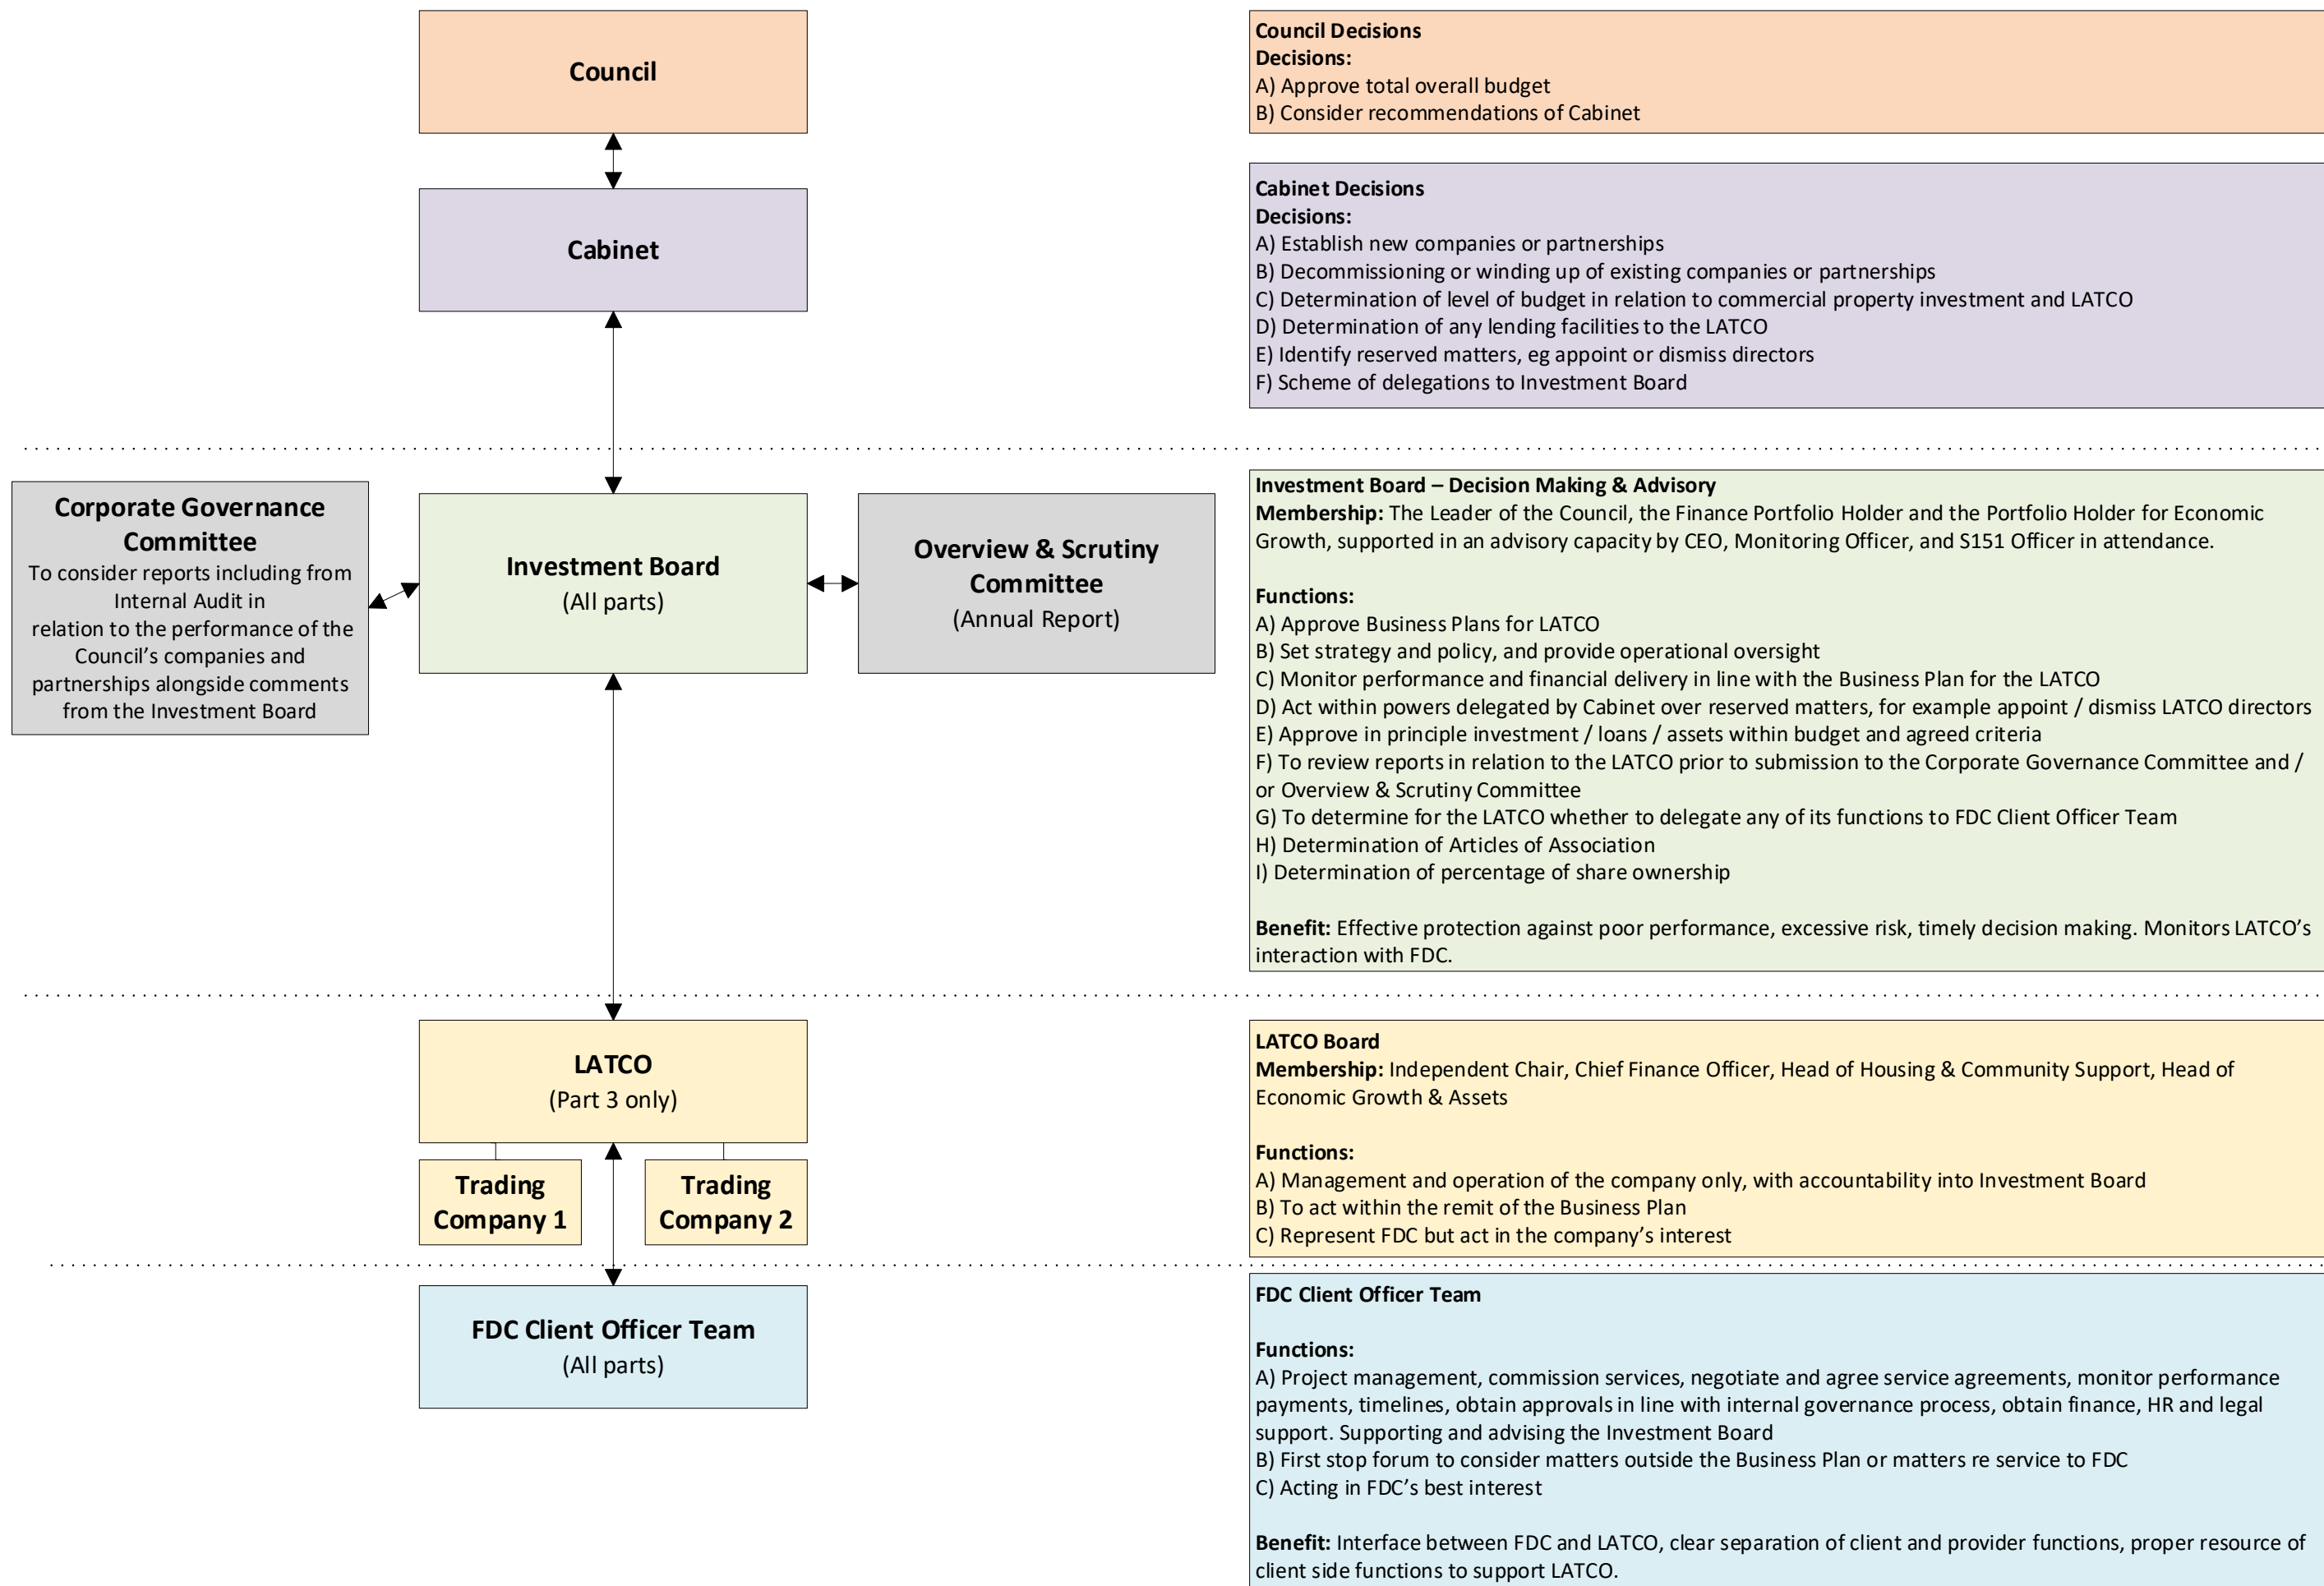 Council
Council Decisions
Decisions:
A) Approve total overall budget
B) Consider recommendations of Cabinet
Cabinet
Cabinet Decisions
Decisions:
A) Establish new companies or partnerships
B) Decommissioning or winding up of existing companies or partnerships
C) Determination of level of budget in relation to commercial property investment and LATCO
D) Determination of any lending facilities to the LATCO
E) Identify reserved matters, eg appoint or dismiss directors
F) Scheme of delegations to Investment Board
Corporate Governance
Committee
To consider reports including from
Internal Audit in
relation to the performance of the
Council’s companies and
partnerships alongside comments
from the Investment Board
Investment Board
(All parts)
Overview & Scrutiny
Committee
(Annual Report)
Investment Board – Decision Making & Advisory
Membership: The Leader of the Council, the Finance Portfolio Holder and the Portfolio Holder for Economic
Growth, supported in an advisory capacity by CEO, Monitoring Officer, and S151 Officer in attendance.
Functions:
A) Approve Business Plans for LATCO
B) Set strategy and policy, and provide operational oversight
C) Monitor performance and financial delivery in line with the Business Plan for the LATCO
D) Act within powers delegated by Cabinet over reserved matters, for example appoint / dismiss LATCO directors
E) Approve in principle investment / loans / assets within budget and agreed criteria
F) To review reports in relation to the LATCO prior to submission to the Corporate Governance Committee and /
or Overview & Scrutiny Committee
G) To determine for the LATCO whether to delegate any of its functions to FDC Client Officer Team
H) Determination of Articles of Association
I) Determination of percentage of share ownership
Benefit: Effective protection against poor performance, excessive risk, timely decision making. Monitors LATCO’s
interaction with FDC.
LATCO
(Part 3 only)
Trading
Company 1
Trading
Company 2
LATCO Board
Membership: Independent Chair, Chief Finance Officer, Head of Housing & Community Support, Head of
Economic Growth & Assets
Functions:
A) Management and operation of the company only, with accountability into Investment Board
B) To act within the remit of the Business Plan
C) Represent FDC but act in the company’s interest
FDC Client Officer Team
(All parts)
FDC Client Officer Team
Functions:
A) Project management, commission services, negotiate and agree service agreements, monitor performance
payments, timelines, obtain approvals in line with internal governance process, obtain finance, HR and legal
support. Supporting and advising the Investment Board
B) First stop forum to consider matters outside the Business Plan or matters re service to FDC
C) Acting in FDC’s best interest
Benefit: Interface between FDC and LATCO, clear separation of client and provider functions, proper resource of
client side functions to support LATCO.